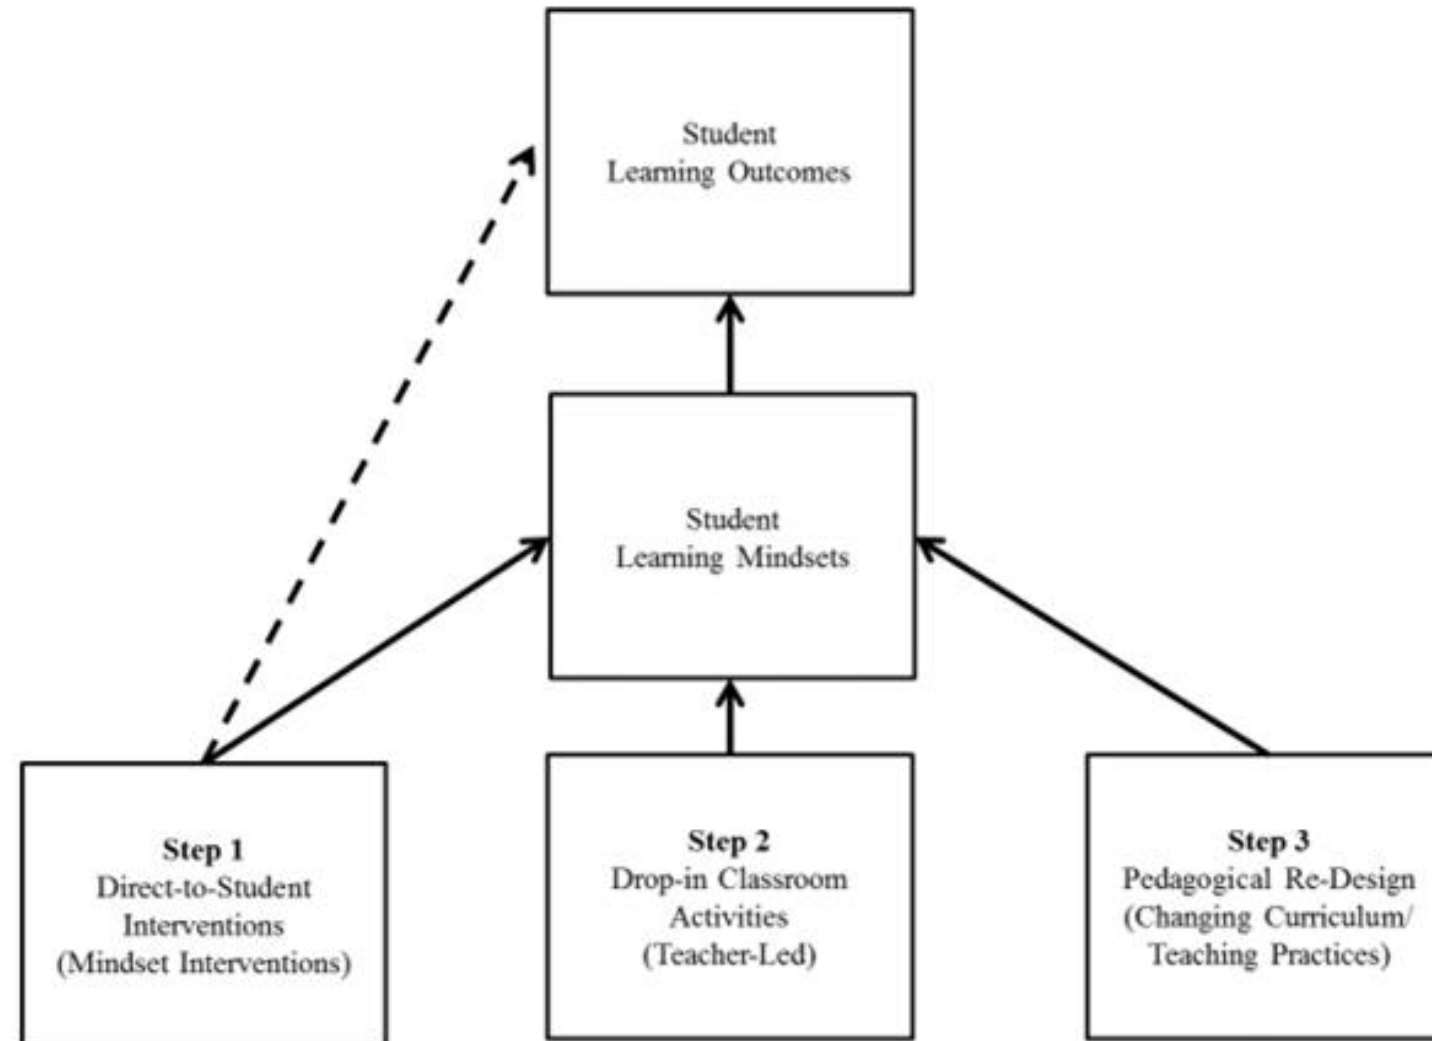 Student
Learning Outcomes
Student
Learning Mindsets
Step 1
Direct-to-Student
Interventions
(Mindset Interventions)
Step 2
Drop-in Classroom
Activities
(Teacher-Led)
Step 3
Pedagogical Re-Design
(Changing Curriculum/
Teaching Practices)